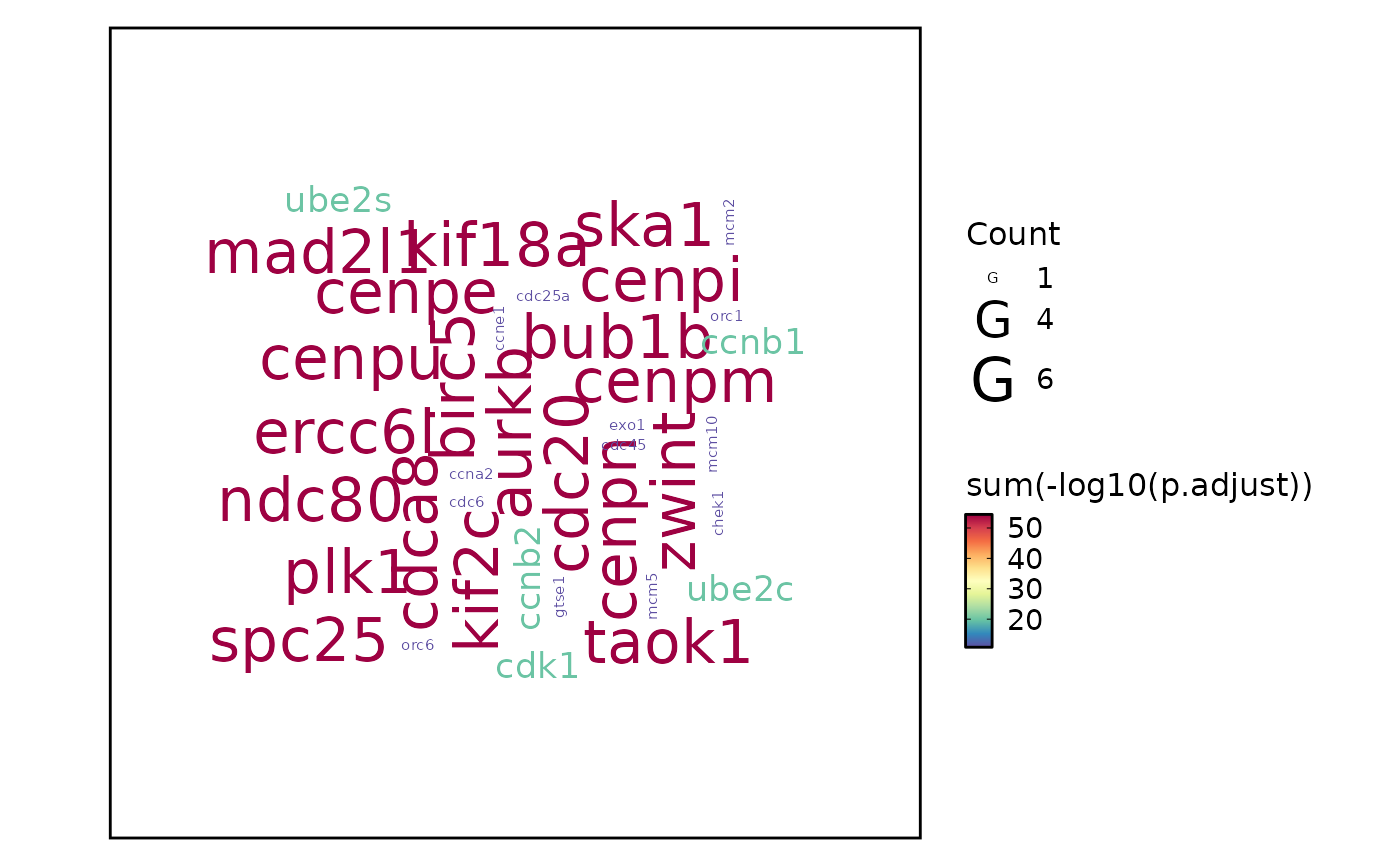 ube2s
mcm2
ska1
kif18a
mad2l1
cenpi
cenpe
cdc25a
orc1
ccne1
bub1b
ccnb1
cenpu
birc5
cenpm
aurkb
exo1
ercc6l
cdc45
mcm10
cdc20
zwint
ccna2
ndc80
cdc6
chek1
cdca8
cenpn
kif2c
plk1
ccnb2
ube2c
gtse1
mcm5
spc25
orc6
taok1
cdk1
Count
G 1
G 4
G 6
sum(-log10(p.adjust))
50
40
30
20